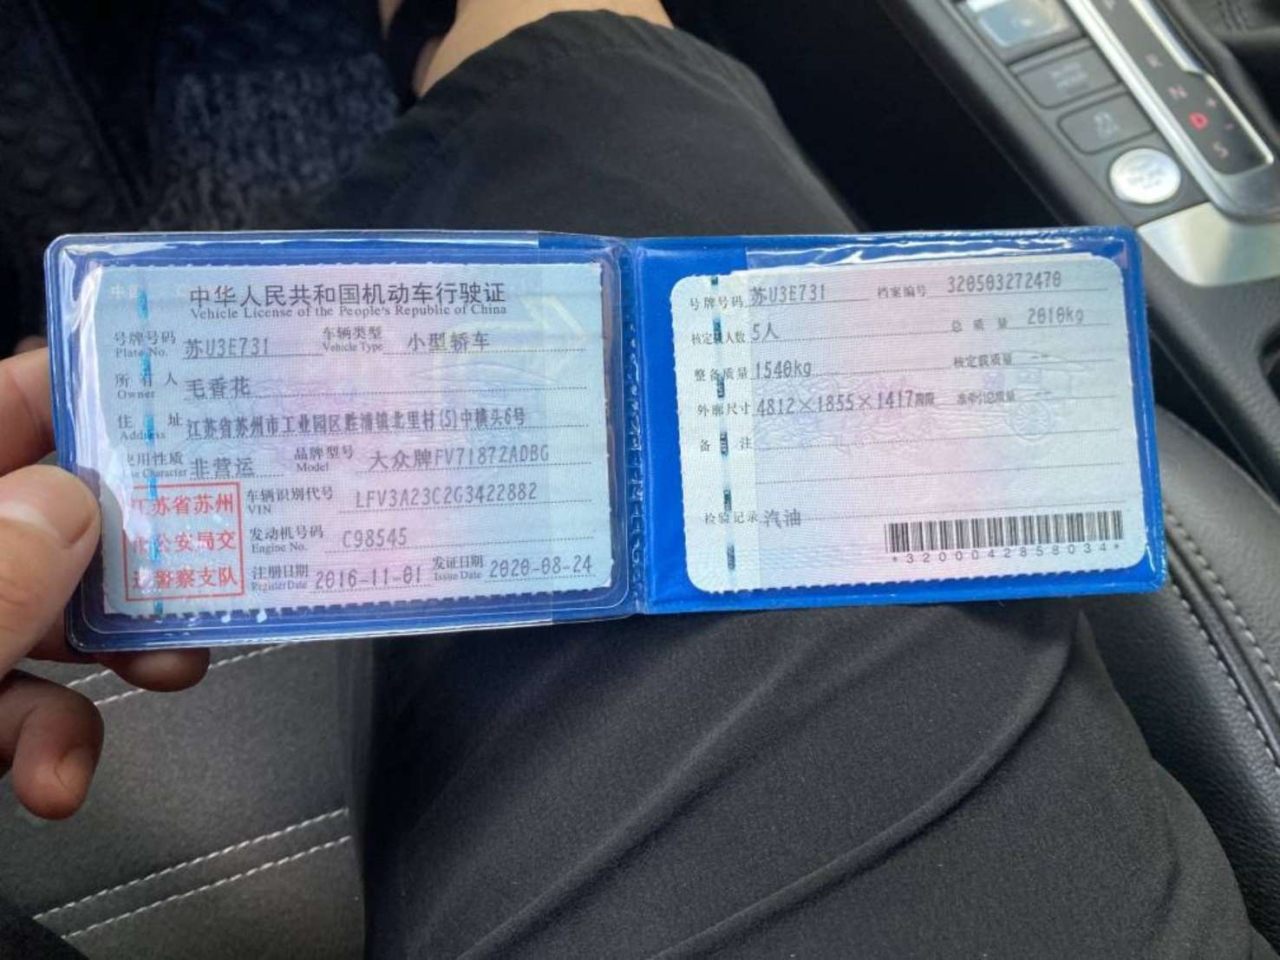 中华人民共和国机动车行驶证
Vehicle License of the People's Republic of China
号牌号码 苏U3E731 车辆类型 小型轿车
Plate No. Vehicle Type
所有人 毛香花
Owner
住址 江苏省苏州市工业园区胜浦镇北里村(5)中横头6号
Address
使用性质 非营运 品牌型号 大众牌FV71872ADBG
Character Model
江苏省苏州
市公安局交
通警察支队
车辆识别代号 LFV3A23C2G3422882
VIN
发动机号码 C98545
Engine No.
注册日期 2016-11-01 发证日期 2020-08-24
Register Date Issue Date
号牌号码 苏U3E731 档案编号 320503272470
核定载人数 5人 总质量 2010kg
整备质量 1540kg 核定载质量 --
外廓尺寸 4812×1855×1417 准牵引总质量 --
备注
检验记录 汽油
*3200042858034*
N
D
S
+
-